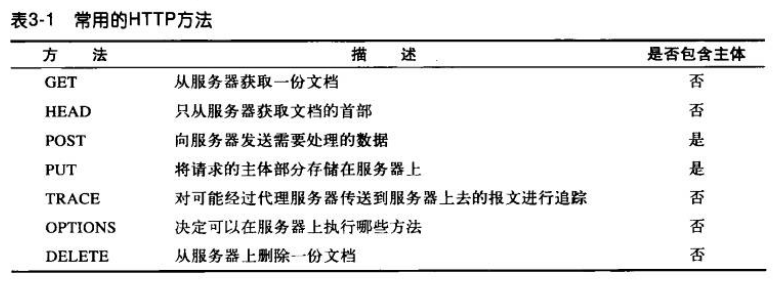 表3-1 常用的HTTP方法
方 法 描 述 是否包含主体
GET 从服务器获取一份文档 否
HEAD 只从服务器获取文档的首部 否
POST 向服务器发送需要处理的数据 是
PUT 将请求的主体部分存储在服务器上 是
TRACE 对可能经过代理服务器传送到服务器上去的报文进行追踪 否
OPTIONS 决定可以在服务器上执行哪些方法 否
DELETE 从服务器上删除一份文档 否